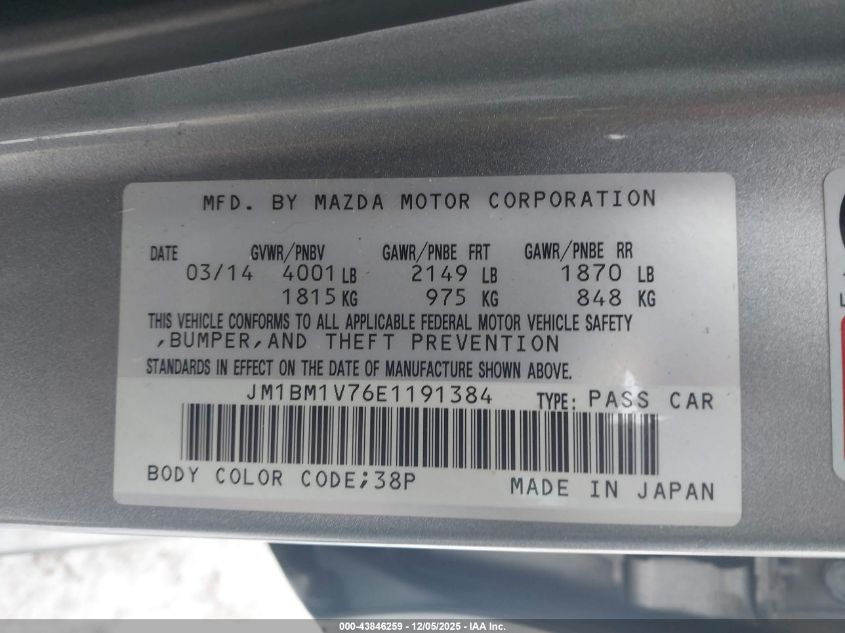 MFD. BY MAZDA MOTOR CORPORATION
DATE GVWR/PNBV GAWR/PNBE FRT GAWR/PNBE RR
03/14 4001 LB 2149 LB 1870 LB
1815 KG 975 KG 848 KG
THIS VEHICLE CONFORMS TO ALL APPLICABLE FEDERAL MOTOR VEHICLE SAFETY
,BUMPER,AND THEFT PREVENTION
STANDARDS IN EFFECT ON THE DATE OF MANUFACTURE SHOWN ABOVE.
JM1BM1V76E1191384 TYPE: PASS CAR
BODY COLOR CODE;38P MADE IN JAPAN
000-43846259 - 12/05/2025 - IAA Inc.